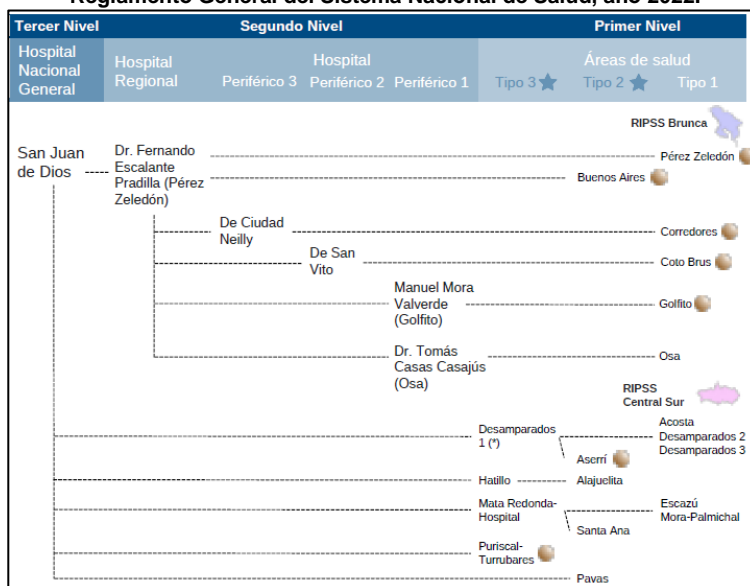 Reglamento General del Sistema Nacional de Salud, año 2022.
Tercer Nivel Segundo Nivel Primer Nivel
Hospital
Nacional
General
Hospital
Regional
Hospital
Periférico 3 Periférico 2 Periférico 1
Áreas de salud
Tipo 3 Tipo 2 Tipo 1
RIPSS Brunca
San Juan
de Dios
Dr. Fernando
Escalante
Pradilla (Pérez
Zeledón)
Pérez Zeledón
Buenos Aires
De Ciudad
Neilly
Corredores
De San
Vito
Coto Brus
Manuel Mora
Valverde
(Golfito)
Golfito
Dr. Tomás
Casas Casajús
(Osa)
Osa
RIPSS
Central Sur
Desamparados
1 (*)
Acosta
Desamparados 2
Desamparados 3
Aserrí
Hatillo Alajuelita
Mata Redonda-
Hospital
Escazú
Mora-Palmichal
Santa Ana
Puriscal-
Turrubares
Pavas